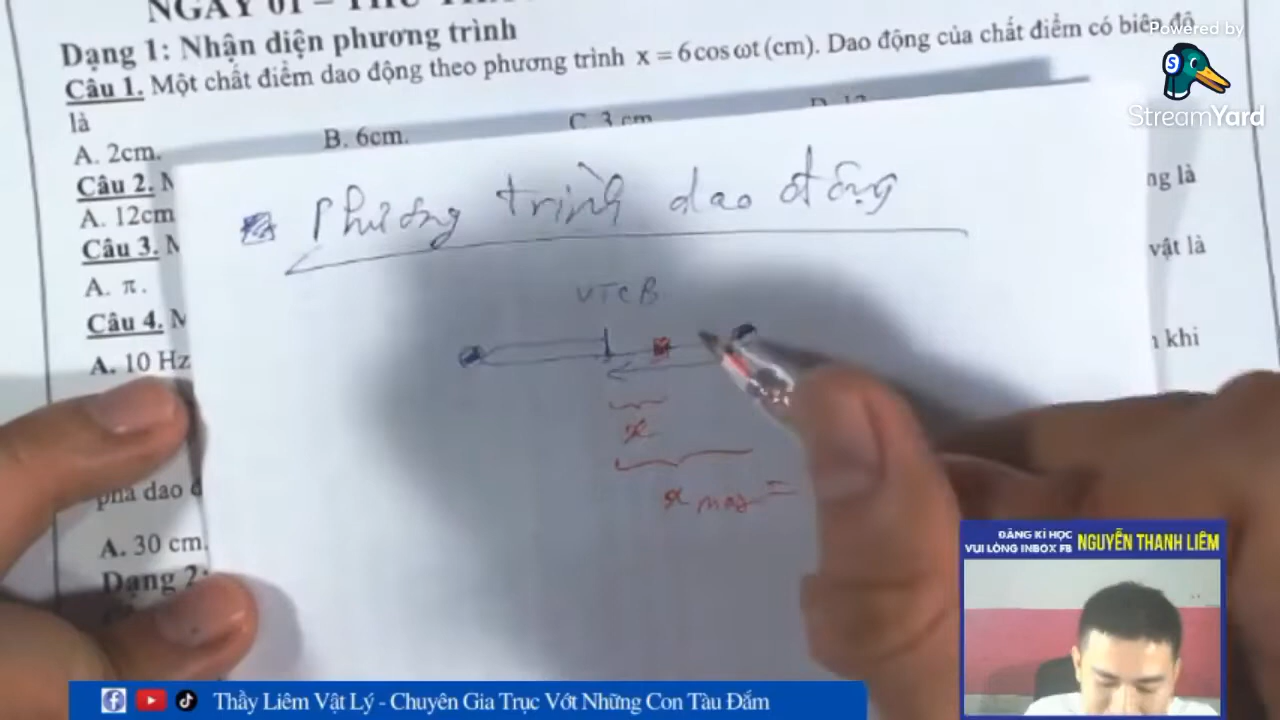 NGÀY 01 –
Dạng 1: Nhận diện phương trình
Câu 1. Một chất điểm dao động theo phương trình x = 6cosωt (cm). Dao động của chất điểm có biên độ
là
A. 2cm. B. 6cm. C. 3 cm D. 12
Câu 2.
ng là
A. 12cm
Câu 3.
vật là
A. π.
Câu 4.
khi
A. 10 Hz
pha dao
A. 30 cm.
Dạng 2:
Phương trình dao động
VTCB
x
x max =
Powered by
StreamYard
ĐĂNG KÍ HỌC
VUI LÒNG INBOX FB NGUYỄN THANH LIÊM
Thầy Liêm Vật Lý - Chuyên Gia Trục Vớt Những Con Tàu Đắm